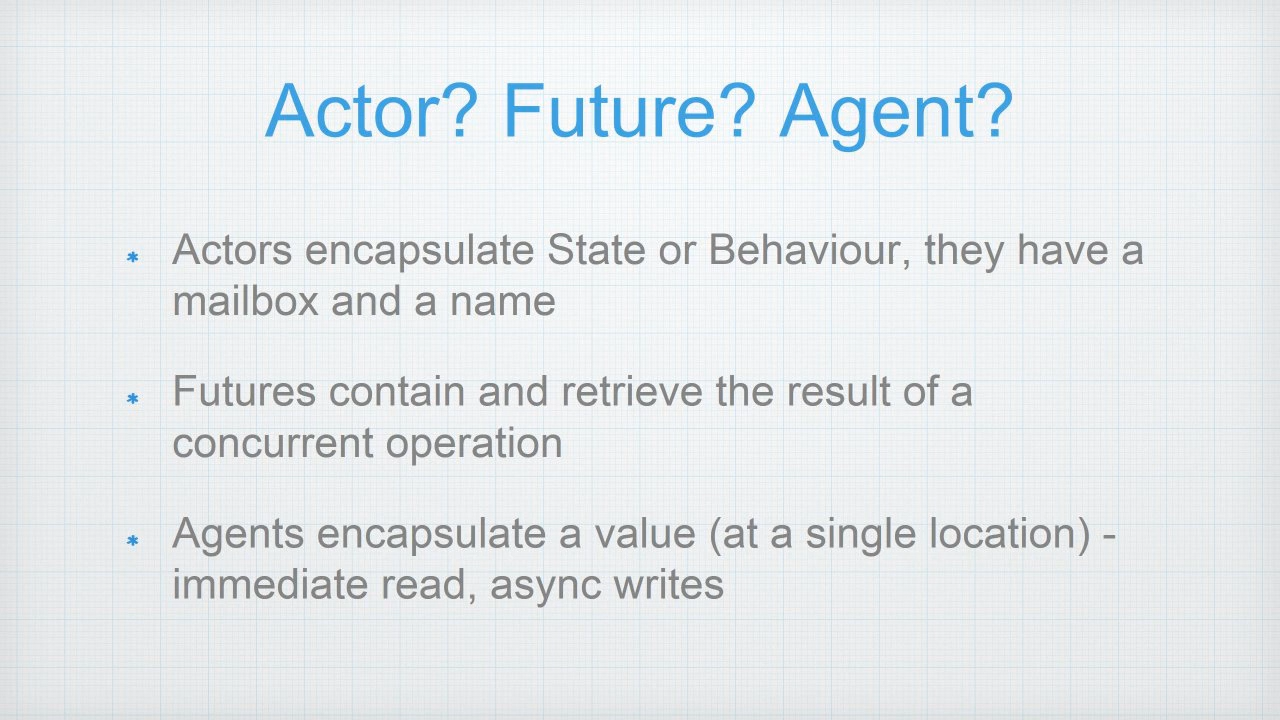 Actor? Future? Agent?
* Actors encapsulate State or Behaviour, they have a
mailbox and a name
* Futures contain and retrieve the result of a
concurrent operation
* Agents encapsulate a value (at a single location) -
immediate read, async writes